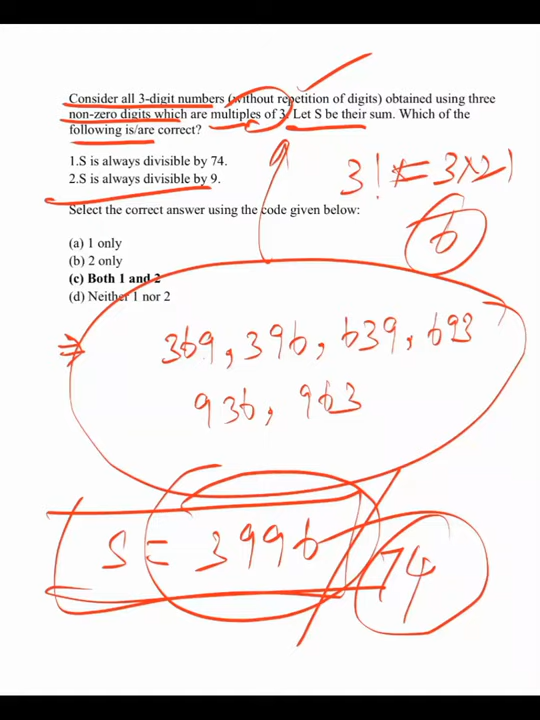 Consider all 3-digit numbers (without repetition of digits) obtained using three
non-zero digits which are multiples of 3. Let S be their sum. Which of the
following is/are correct?
1.S is always divisible by 74.
2.S is always divisible by 9.
3! = 3×2!
Select the correct answer using the code given below:
6
(a) 1 only
(b) 2 only
(c) Both 1 and 2
(d) Neither 1 nor 2
⇒ 369, 396, 639, 693
936, 963
S = 3996
74